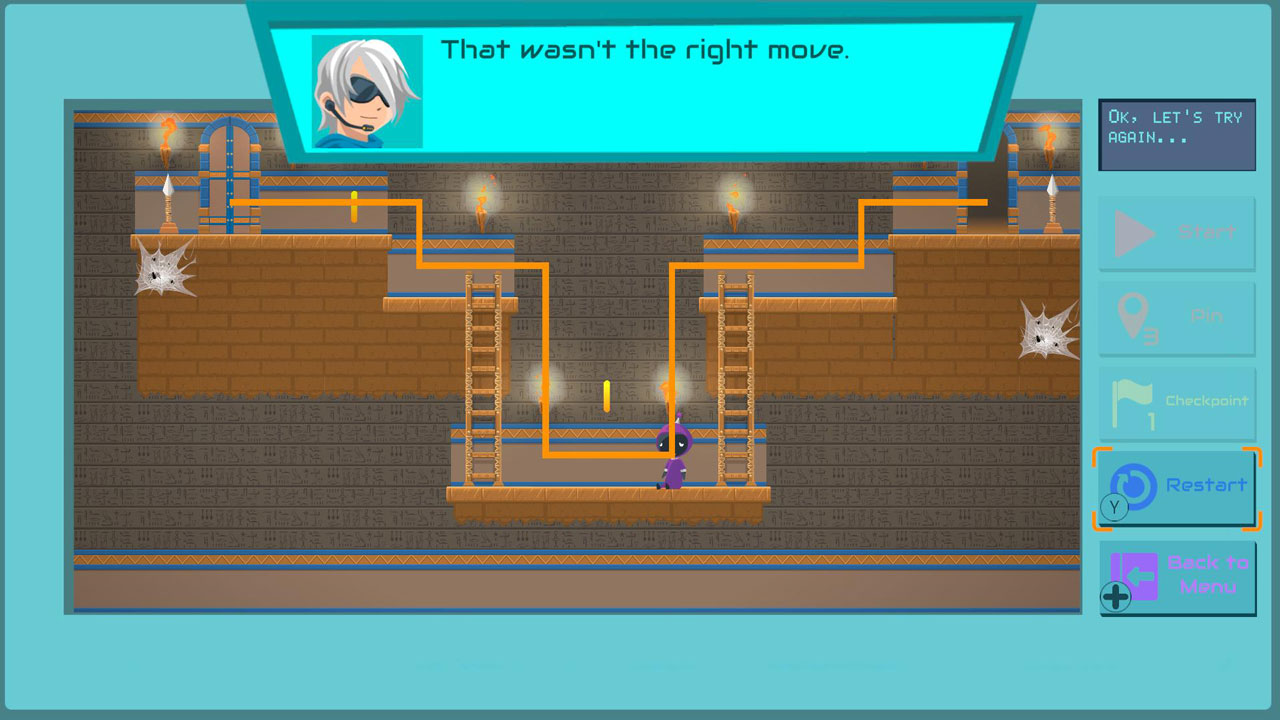 That wasn't the right move.
Ok, let's try
again...
Start
Pin
3
Checkpoint
1
Restart
Y
Back to
Menu